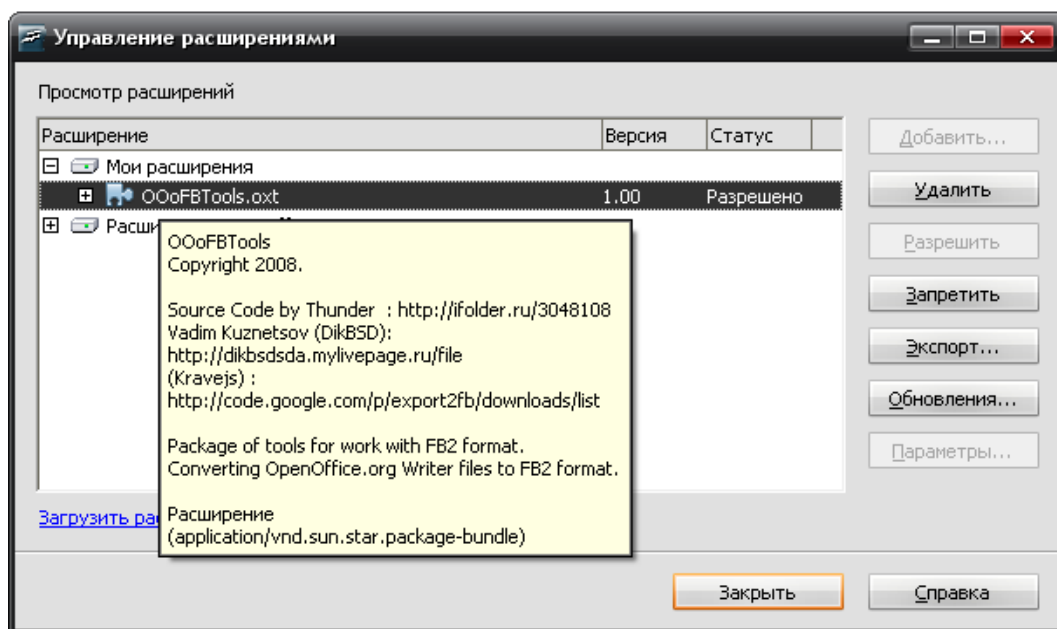 Управление расширениями
Просмотр расширений
Расширение Версия Статус
Мои расширения
OOoFBTools.oxt 1.00 Разрешено
OOoFBTools
Copyright 2008.
Source Code by Thunder : http://ifolder.ru/3048108
Vadim Kuznetsov (DikBSD):
http://dikbsdsda.mylivepage.ru/file
(Kravejs) :
http://code.google.com/p/export2fb/downloads/list
Package of tools for work with FB2 format.
Converting OpenOffice.org Writer files to FB2 format.
Расширение
(application/vnd.sun.star.package-bundle)
Загрузить
Добавить...
Удалить
Разрешить
Запретить
Экспорт...
Обновления...
Параметры...
Закрыть
Справка